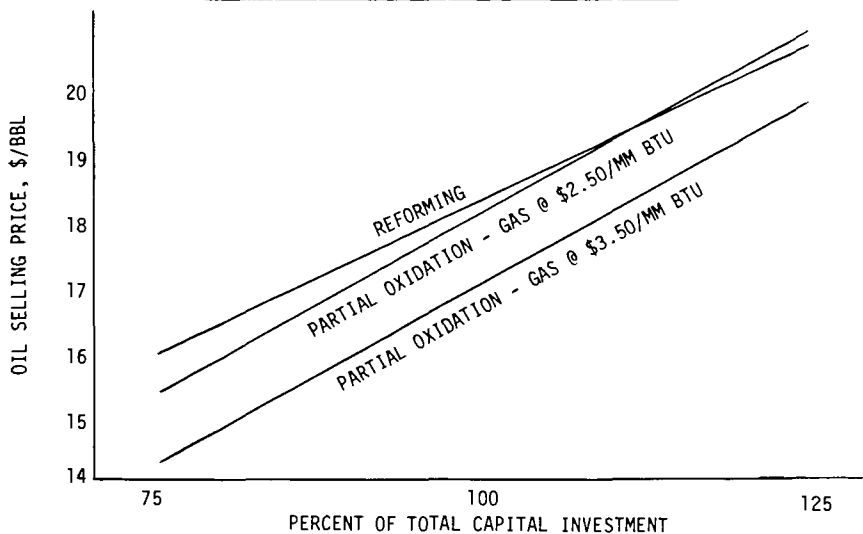 20
19
18
17
16
15
14
OIL SELLING PRICE, $/BBL
REFORMING
PARTIAL OXIDATION - GAS @ $2.50/MM BTU
PARTIAL OXIDATION - GAS @ $3.50/MM BTU
75
100
125
PERCENT OF TOTAL CAPITAL INVESTMENT